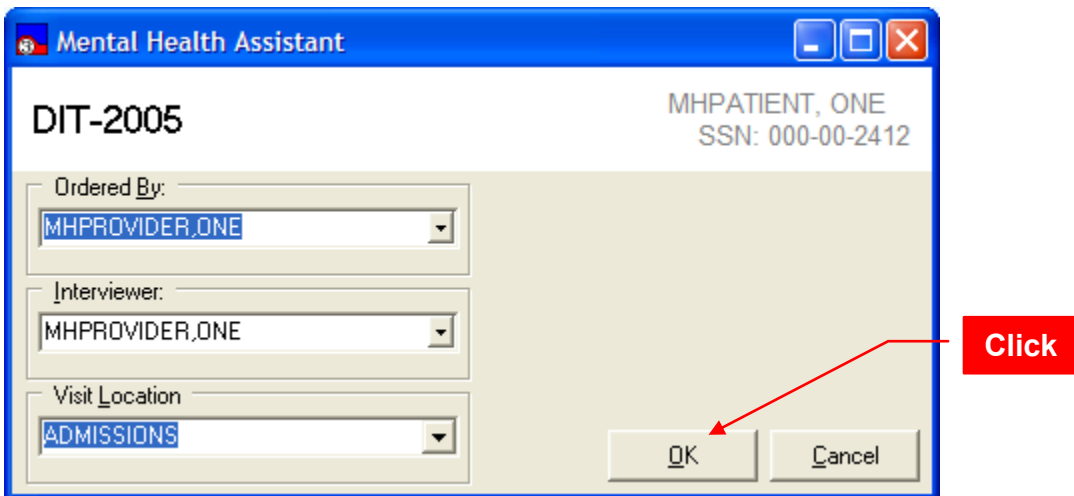 Mental Health Assistant
DIT-2005
MHPATIENT, ONE
SSN: 000-00-2412
Ordered By:
MHPROVIDER,ONE
Interviewer:
MHPROVIDER,ONE
Click
Visit Location
ADMISSIONS
OK
Cancel